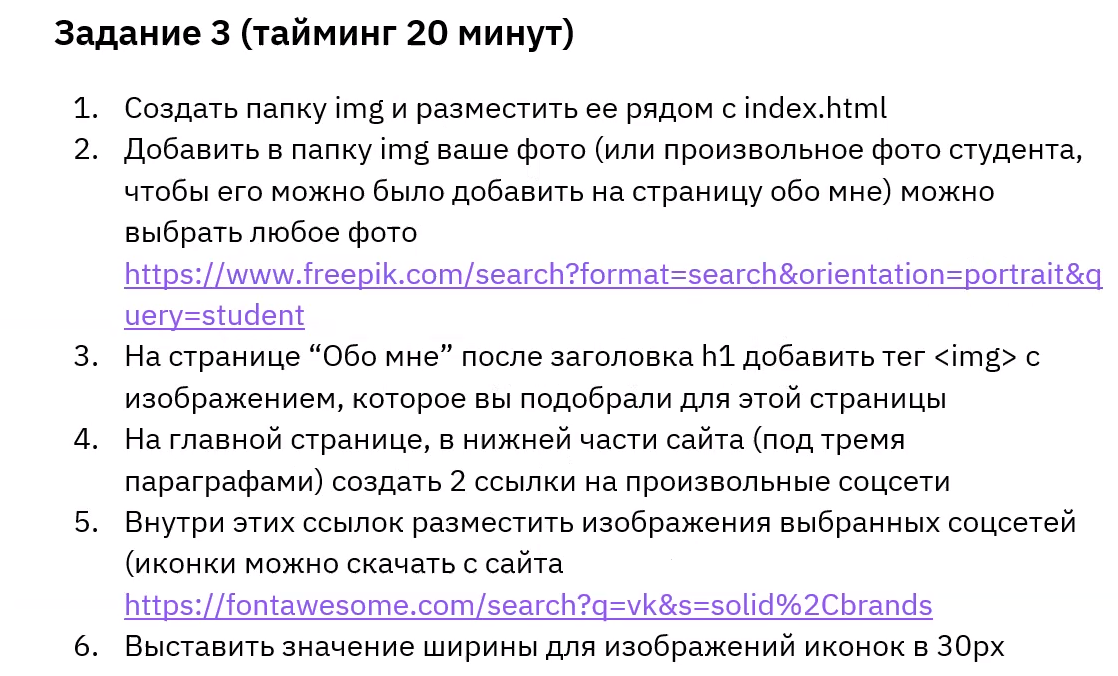 Задание 3 (тайминг 20 минут)
1. Создать папку img и разместить ее рядом с index.html
2. Добавить в папку img ваше фото (или произвольное фото студента,
чтобы его можно было добавить на страницу обо мне) можно
выбрать любое фото
https://www.freepik.com/search?format=search&orientation=portrait&q
uery=student
3. На странице “Обо мне” после заголовка h1 добавить тег <img> с
изображением, которое вы подобрали для этой страницы
4. На главной странице, в нижней части сайта (под тремя
параграфами) создать 2 ссылки на произвольные соцсети
5. Внутри этих ссылок разместить изображения выбранных соцсетей
(иконки можно скачать с сайта
https://fontawesome.com/search?q=vk&s=solid%2Cbrands
6. Выставить значение ширины для изображений иконок в 30px